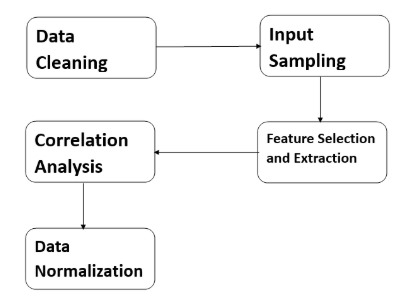 Data
Cleaning
Input
Sampling
Feature Selection
and Extraction
Correlation
Analysis
Data
Normalization